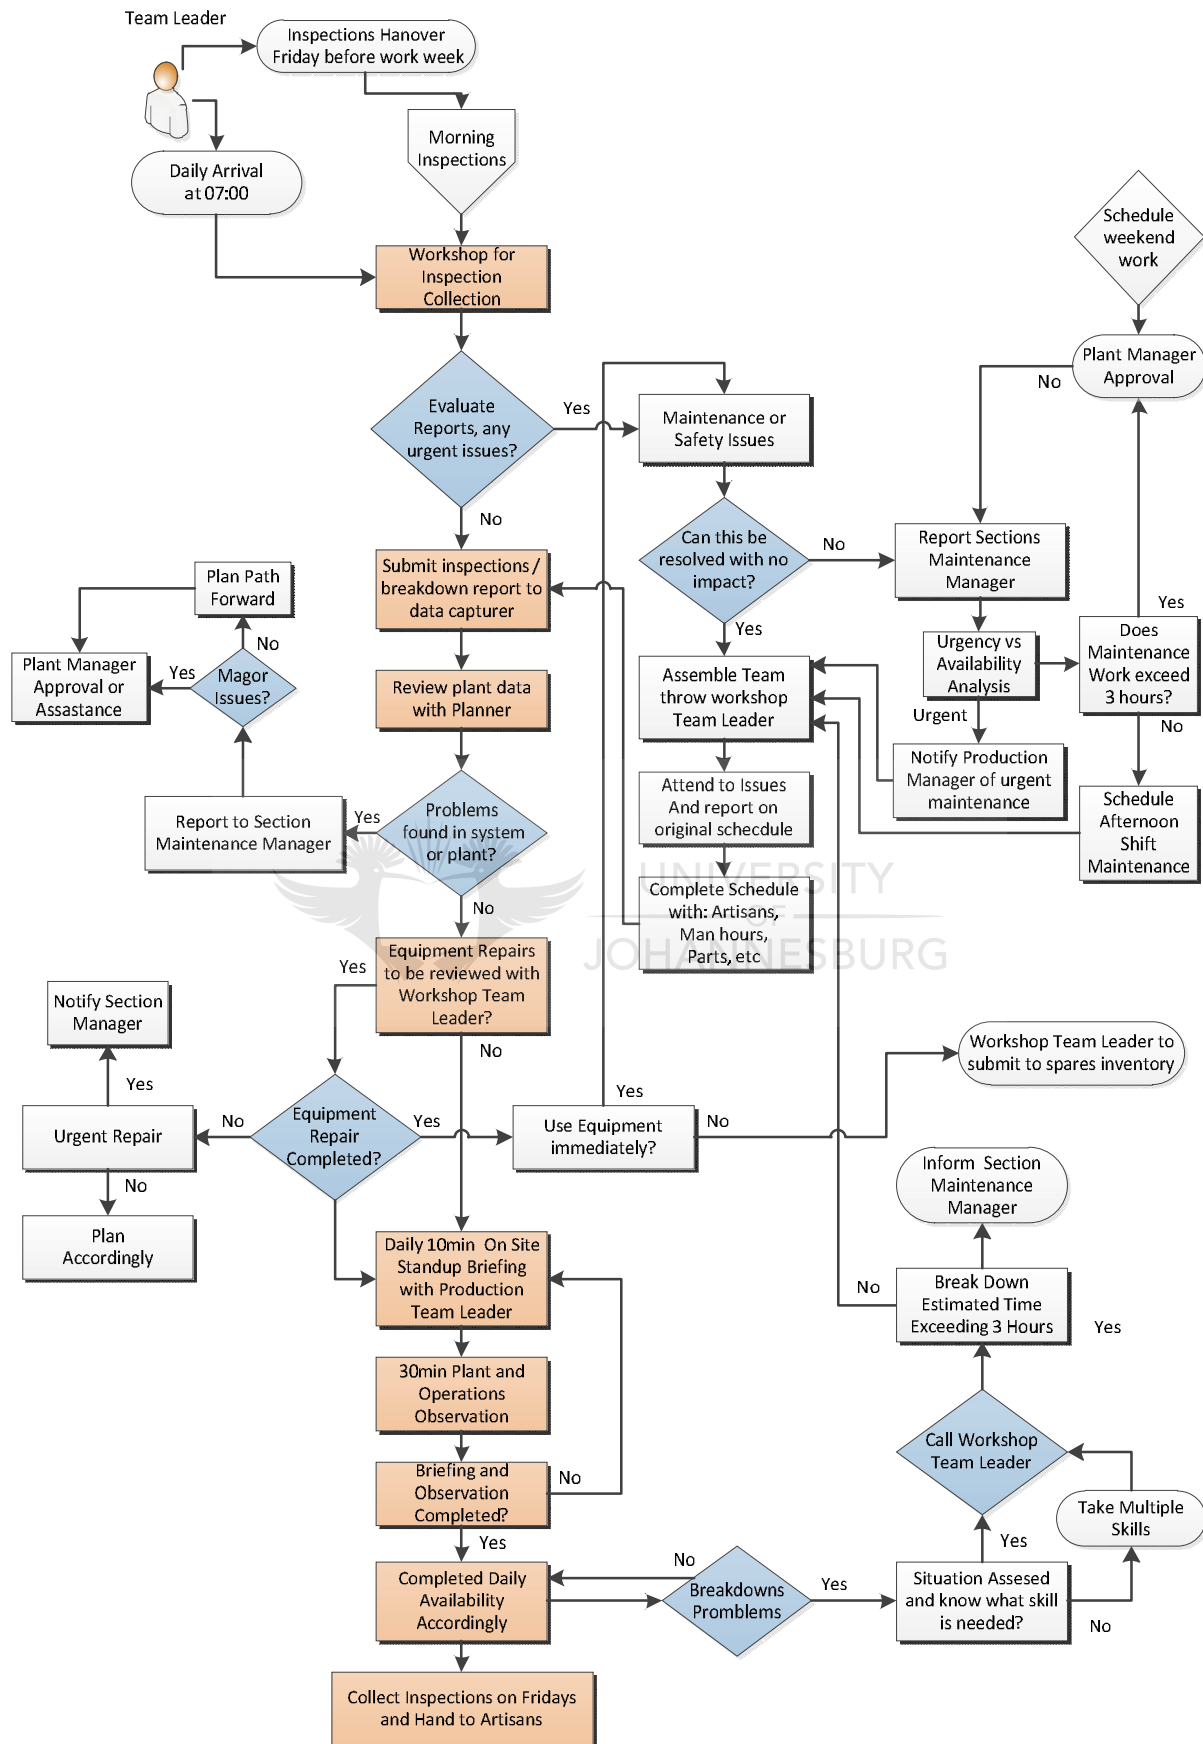 Team Leader
Inspections Hanover
Friday before work week
Morning
Inspections
Daily Arrival
at 07:00
Workshop for
Inspection
Collection
Schedule
weekend
work
Plant Manager
Approval
No
Evaluate
Reports, any
urgent issues?
Yes
Maintenance or
Safety Issues
No
Can this be
resolved with no
impact?
No
Report Sections
Maintenance
Manager
Submit inspections /
breakdown report to
data capturer
Plan Path
Forward
No
Yes
Magor
Issues?
Plant Manager
Approval or
Assastance
Yes
Assemble Team
throw workshop
Team Leader
Urgency vs
Availability
Analysis
Urgent
Yes
Does
Maintenance
Work exceed
3 hours?
No
Review plant data
with Planner
Notify Production
Manager of urgent
maintenance
Attend to Issues
And report on
original schecdule
Schedule
Afternoon
Shift
Maintenance
Report to Section
Maintenance Manager
Yes
Problems
found in system
or plant?
No
Complete Schedule
with: Artisans,
Man hours,
Parts, etc
UNIVERSITY
OF
JOHANNESBURG
Yes
Equipment Repairs
to be reviewed with
Workshop Team
Leader?
No
Notify Section
Manager
Yes
Workshop Team Leader to
submit to spares inventory
Urgent Repair
No
Equipment
Repair
Completed?
Yes
Yes
Use Equipment
immediately?
No
No
Plan
Accordingly
Inform Section
Maintenance
Manager
Daily 10min On Site
Standup Briefing
with Production
Team Leader
No
Break Down
Estimated Time
Exceeding 3 Hours
Yes
30min Plant and
Operations
Observation
Call Workshop
Team Leader
Briefing and
Observation
Completed?
No
Yes
Take Multiple
Skills
Yes
Completed Daily
Availability
Accordingly
No
Breakdowns
Promblems
Yes
Situation Assesed
and know what skill
is needed?
No
Collect Inspections on Fridays
and Hand to Artisans